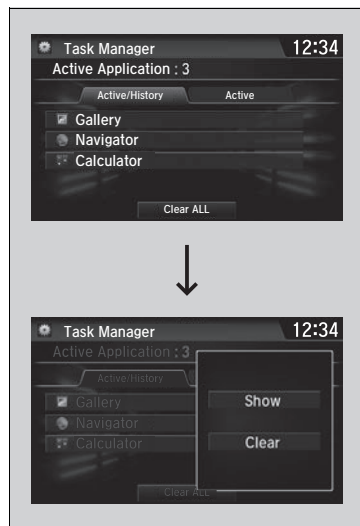 Task Manager 12:34
Active Application : 3
Active/History Active
Gallery
Navigator
Calculator
Clear ALL
Task Manager 12:34
Active Application : 3
Active/History
Gallery
Show
Navigator
Calculator
Clear
Clear ALL